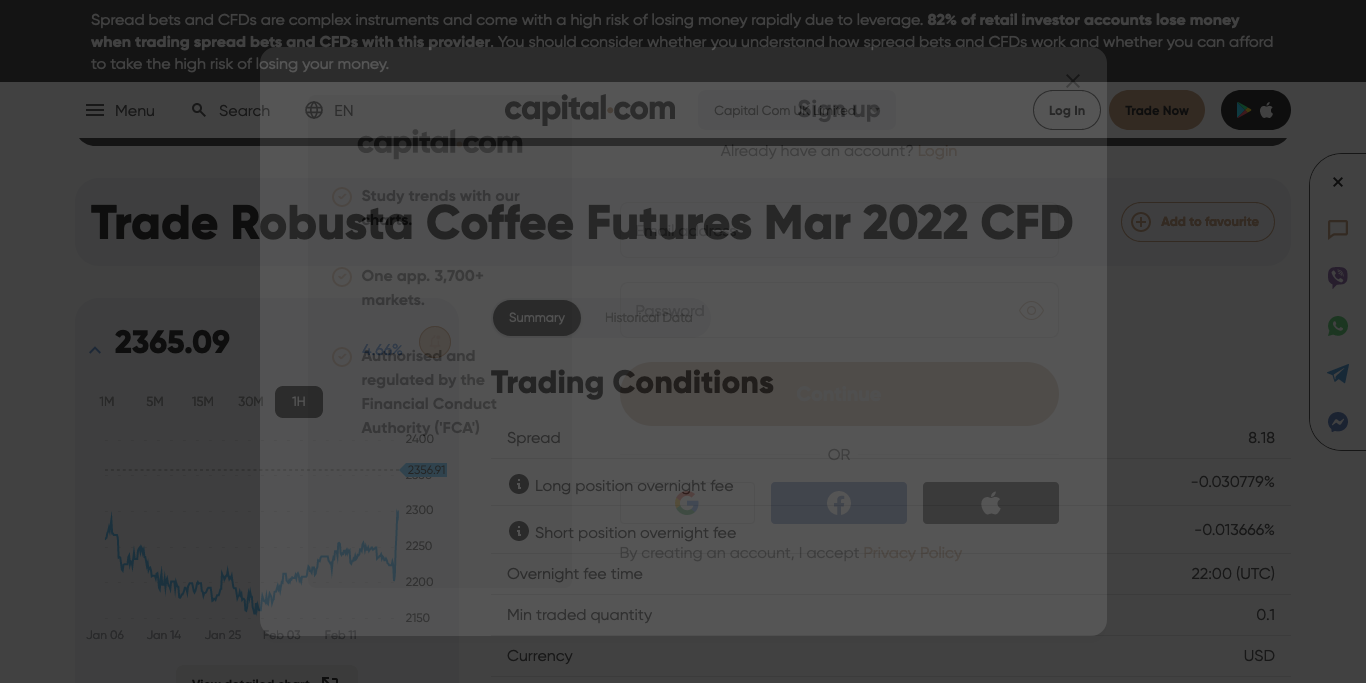 Spread bets and CFDs are complex instruments and come with a high risk of losing money rapidly due to leverage. 82% of retail investor accounts lose money
when trading spread bets and CFDs with this provider. You should consider whether you understand how spread bets and CFDs work and whether you can afford
to take the high risk of losing your money.
Menu
Search
EN
capital.com
Capital Com UK Limited
Log In
Trade Now
Sign up
Already have an account? Login
capital.com
Study trends with our
charts.
One app. 3,700+
markets.
Authorised and
regulated by the
Financial Conduct
Authority ('FCA')
Trade Robusta Coffee Futures Mar 2022 CFD
Add to favourite
Email address
Password
Continue
OR
By creating an account, I accept Privacy Policy
2365.09
4.66%
1M 5M 15M 30M 1H
2400
2356.91
2350
2300
2250
2200
2150
Jan 06 Jan 14 Jan 25 Feb 03 Feb 11
View detailed chart
Summary
Historical Data
Trading Conditions
Spread 8.18
Long position overnight fee -0.030779%
Short position overnight fee -0.013666%
Overnight fee time 22:00 (UTC)
Min traded quantity 0.1
Currency USD